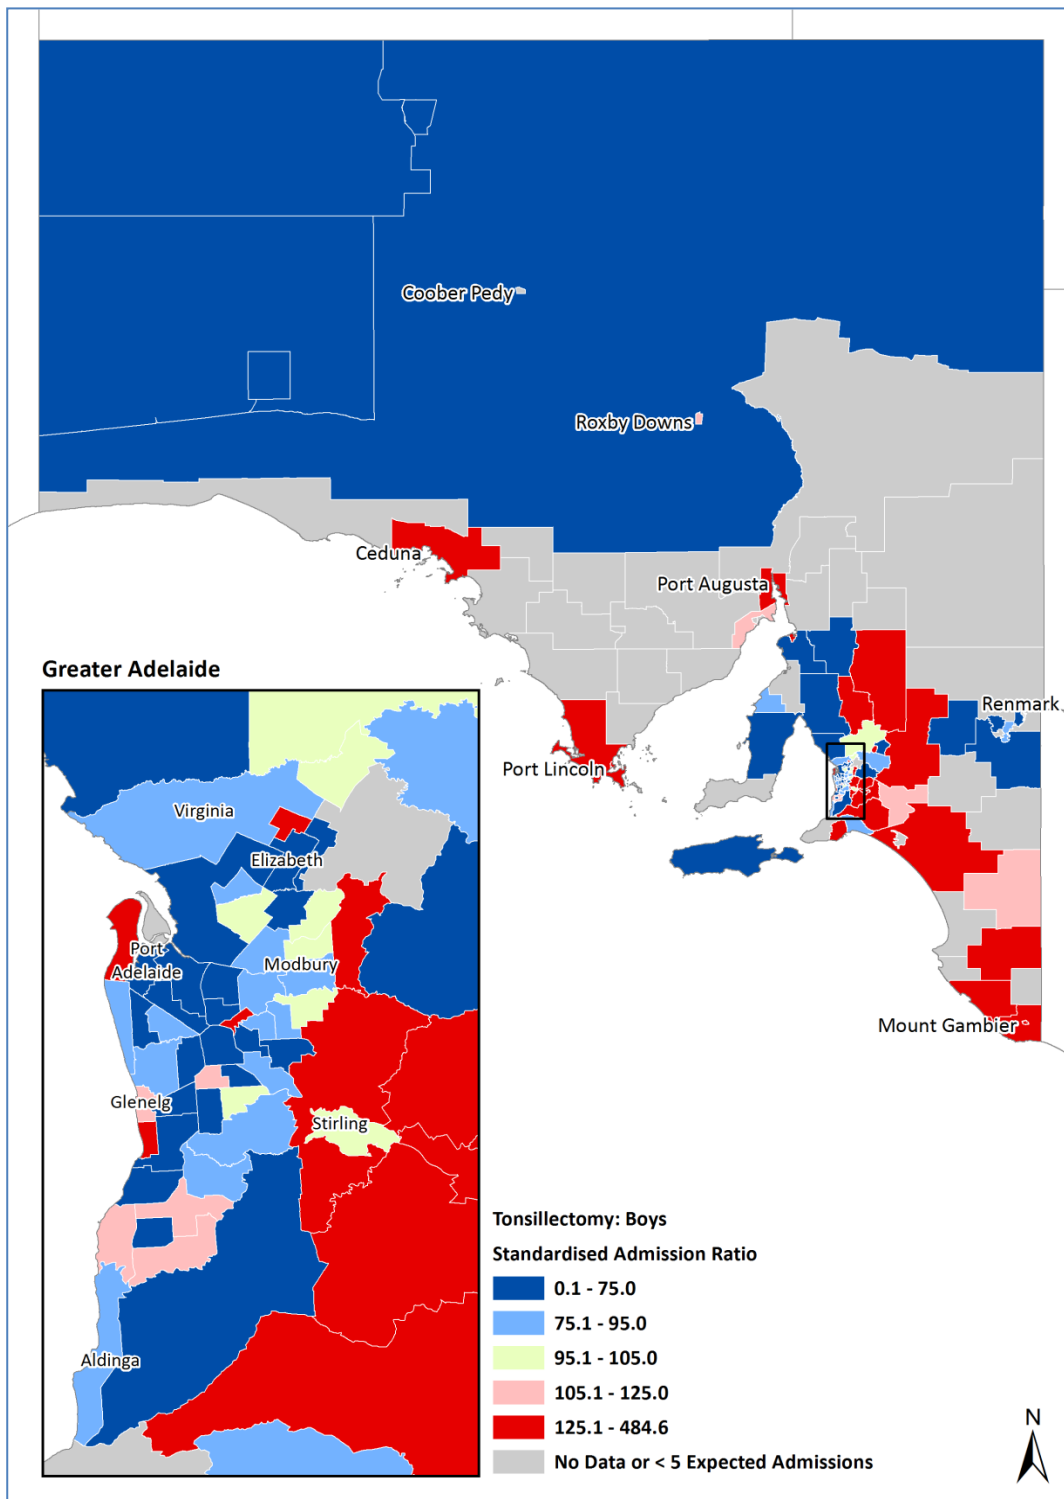 Coober Pedy
Roxby Downs
Ceduna
Port Augusta
Renmark
Port Lincoln
Mount Gambier
Greater Adelaide
Virginia
Elizabeth
Port
Adelaide
Modbury
Glenelg
Stirling
Aldinga
Tonsillectomy: Boys
Standardised Admission Ratio
0.1 - 75.0
75.1 - 95.0
95.1 - 105.0
105.1 - 125.0
125.1 - 484.6
No Data or < 5 Expected Admissions
N